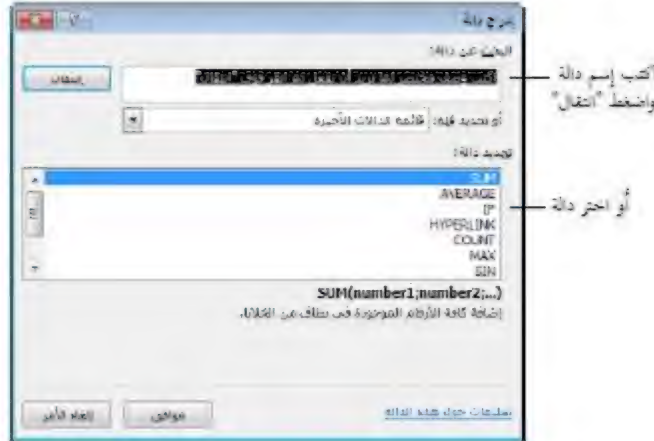 إدراج دالة
البحث عن دالة:
انتقال
اكتب إسم دالة
واضغط "انتقال"
أو تحديد فئة: قائمة الدالات الأخيرة
تحديد دالة:
SUM
AVERAGE
IF
HYPERLINK
COUNT
MAX
SIN
أو اختر دالة
SUM(number1;number2;...)
إضافة كافة الأرقام الموجودة في نطاق من الخلايا.
تعليمات حول هذه الدالة
موافق
إلغاء الأمر